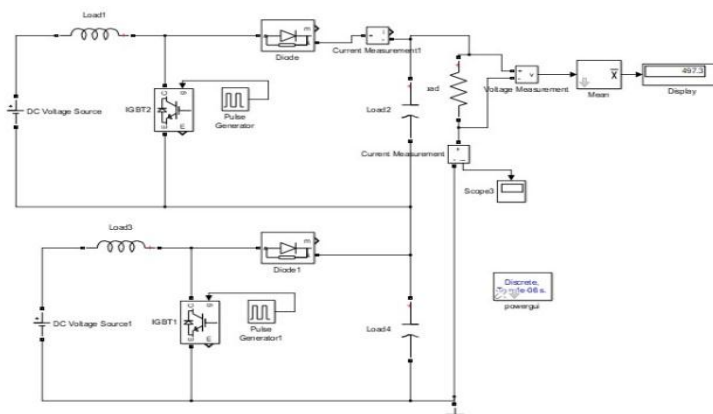 Load1
Diode
Current Measurement1
DC Voltage Source
IGBT2
Pulse
Generator
Load2
Voltage Measurement
Mean
497.3
Display
Current Measurement
Scope3
Load3
Diode1
DC Voltage Source1
IGBT1
Pulse
Generator1
Load4
Discrete,
powergui